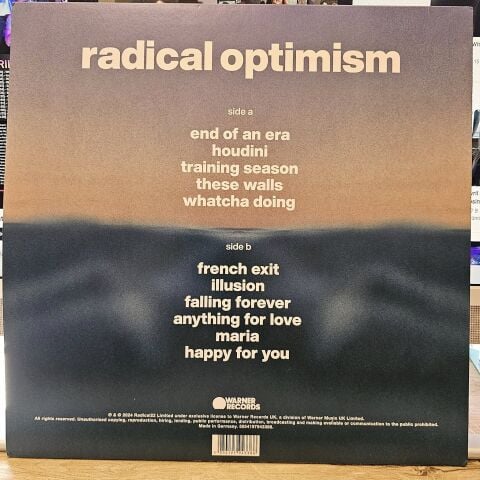 radical optimism
side a
end of an era
houdini
training season
these walls
whatcha doing
side b
french exit
illusion
falling forever
anything for love
maria
happy for you
WARNER
RECORDS
℗ & © 2024 Radical22 Limited under exclusive license to Warner Music UK, a division of Warner Music UK Limited.
All rights reserved. Unauthorised copying, reproduction, hiring, lending, public performance, distribution, broadcasting and making available or communication to the public prohibited.
Made in Germany.